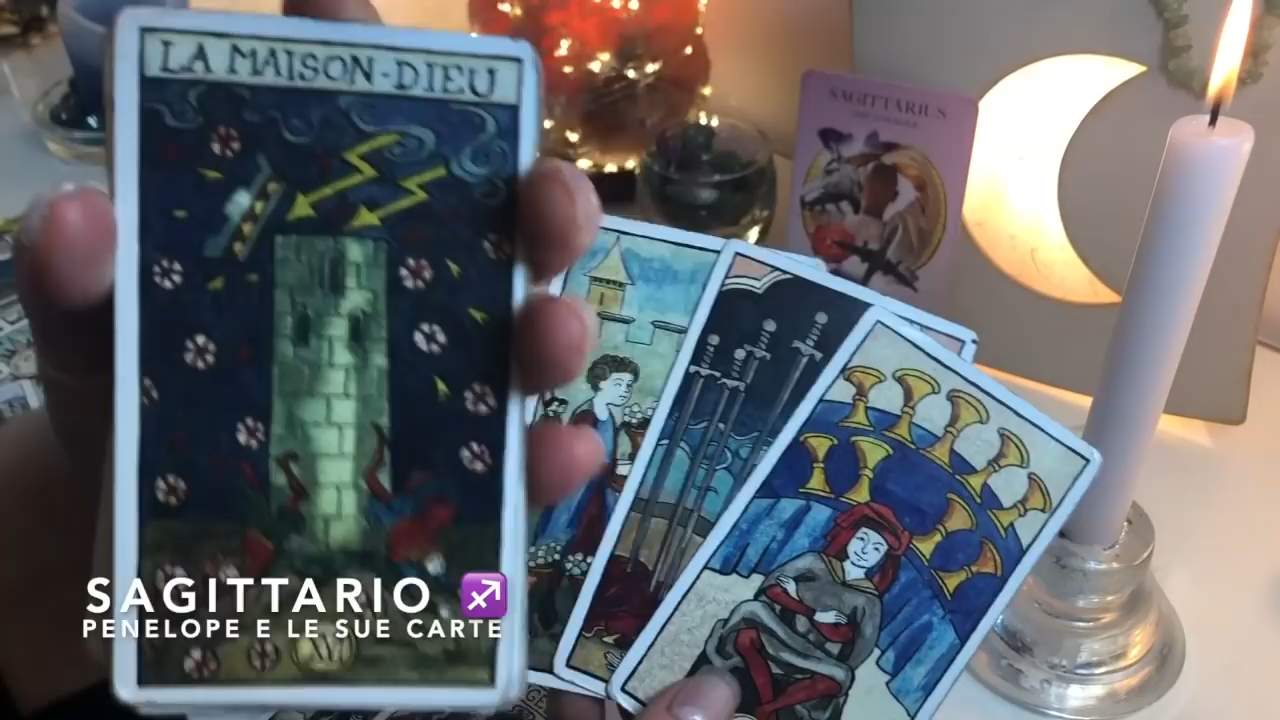 LA MAISON-DIEU
SAGITTARIUS
SAGITTARIO ♐
PENELOPE E LE SUE CARTE